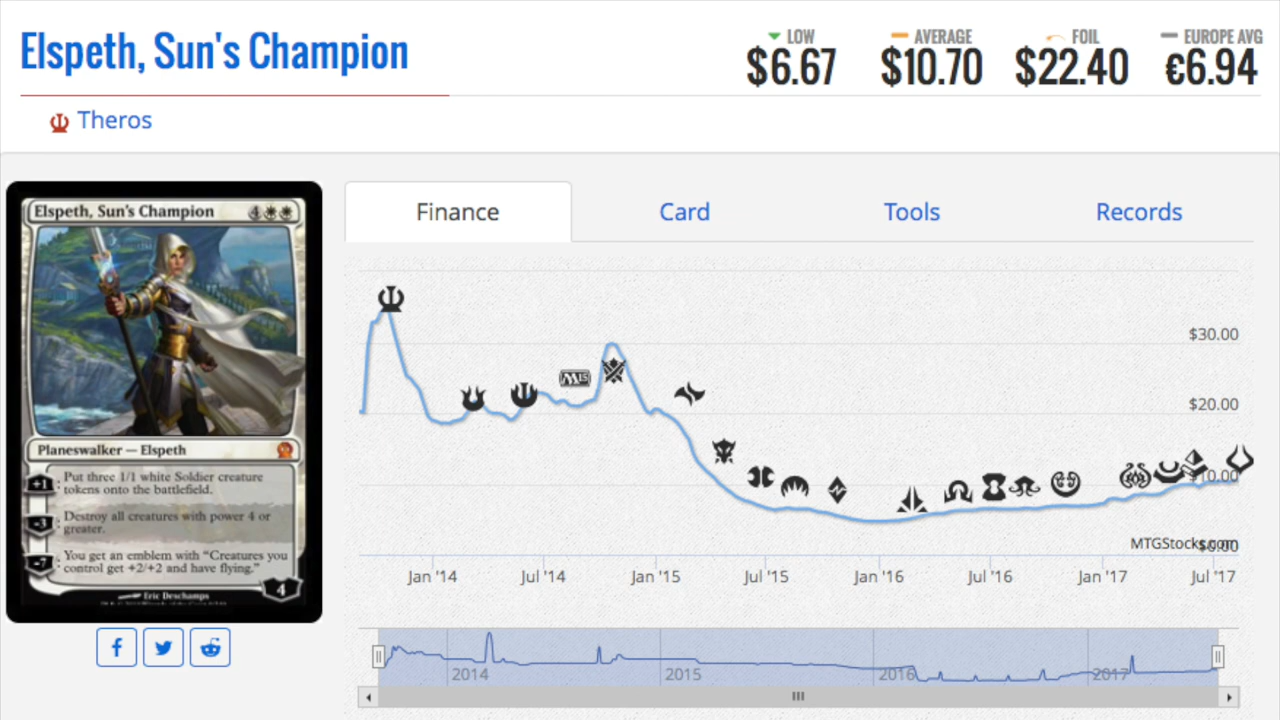 Elspeth, Sun's Champion
LOW
$6.67
AVERAGE
$10.70
FOIL
$22.40
EUROPE AVG
€6.94
Theros
Elspeth, Sun's Champion 4
Planeswalker — Elspeth
+1 : Put three 1/1 white Soldier creature
tokens onto the battlefield.
-3 : Destroy all creatures with power 4 or
greater.
-7 : You get an emblem with “Creatures you
control get +2/+2 and have flying.”
4
Eric Deschamps
Finance
Card
Tools
Records
M15
$30.00
$20.00
$10.00
$0.00
MTGStocks.com
Jan '14
Jul '14
Jan '15
Jul '15
Jan '16
Jul '16
Jan '17
Jul '17
2014
2015
2016
2017